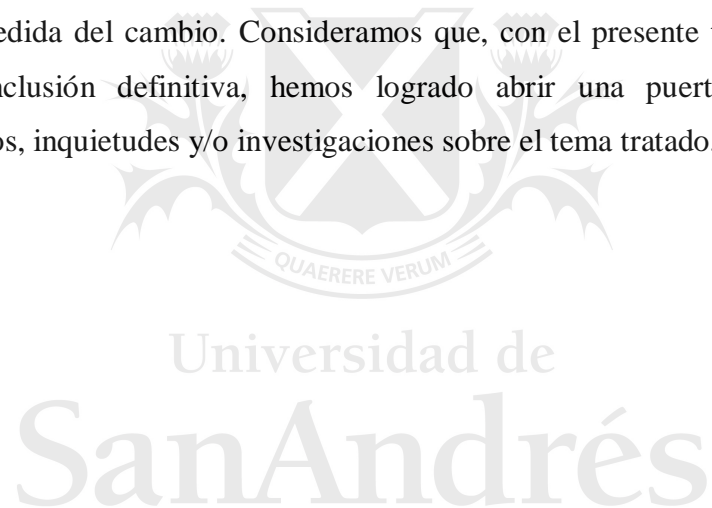 edida del cambio. Consideramos que, con el presente
nclusión definitiva, hemos logrado abrir una puert
os, inquietudes y/o investigaciones sobre el tema tratado.
QUAERERE VERUM
Universidad de
SanAndrés